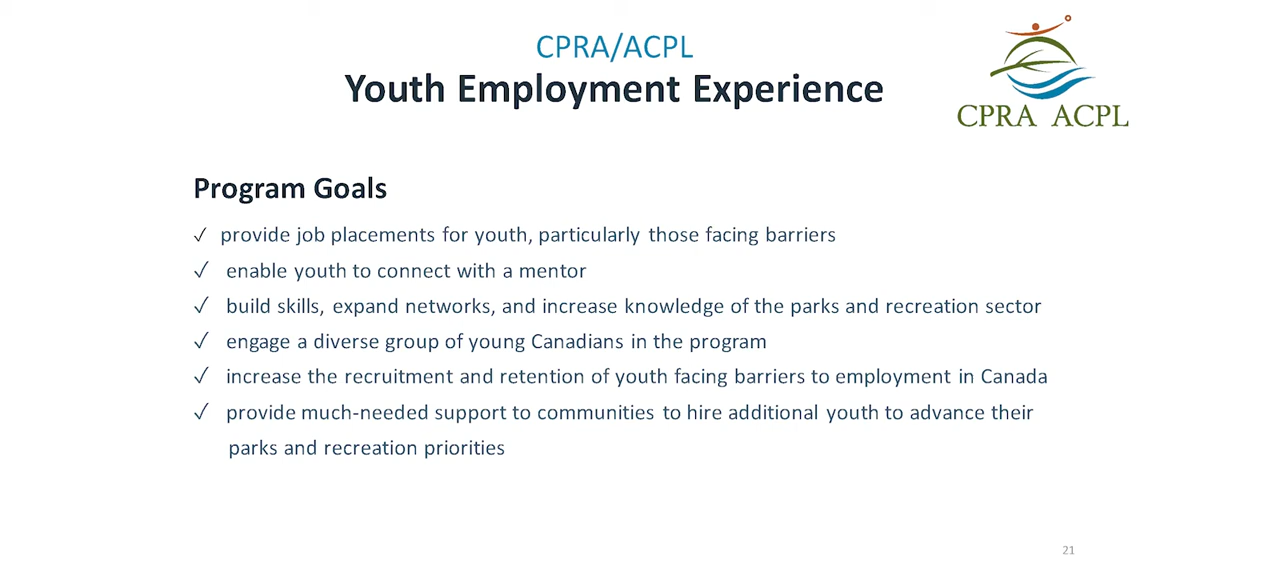 CPRA/ACPL
Youth Employment Experience
CPRA ACPL
Program Goals
✓ provide job placements for youth, particularly those facing barriers
✓ enable youth to connect with a mentor
✓ build skills, expand networks, and increase knowledge of the parks and recreation sector
✓ engage a diverse group of young Canadians in the program
✓ increase the recruitment and retention of youth facing barriers to employment in Canada
✓ provide much-needed support to communities to hire additional youth to advance their
parks and recreation priorities
21